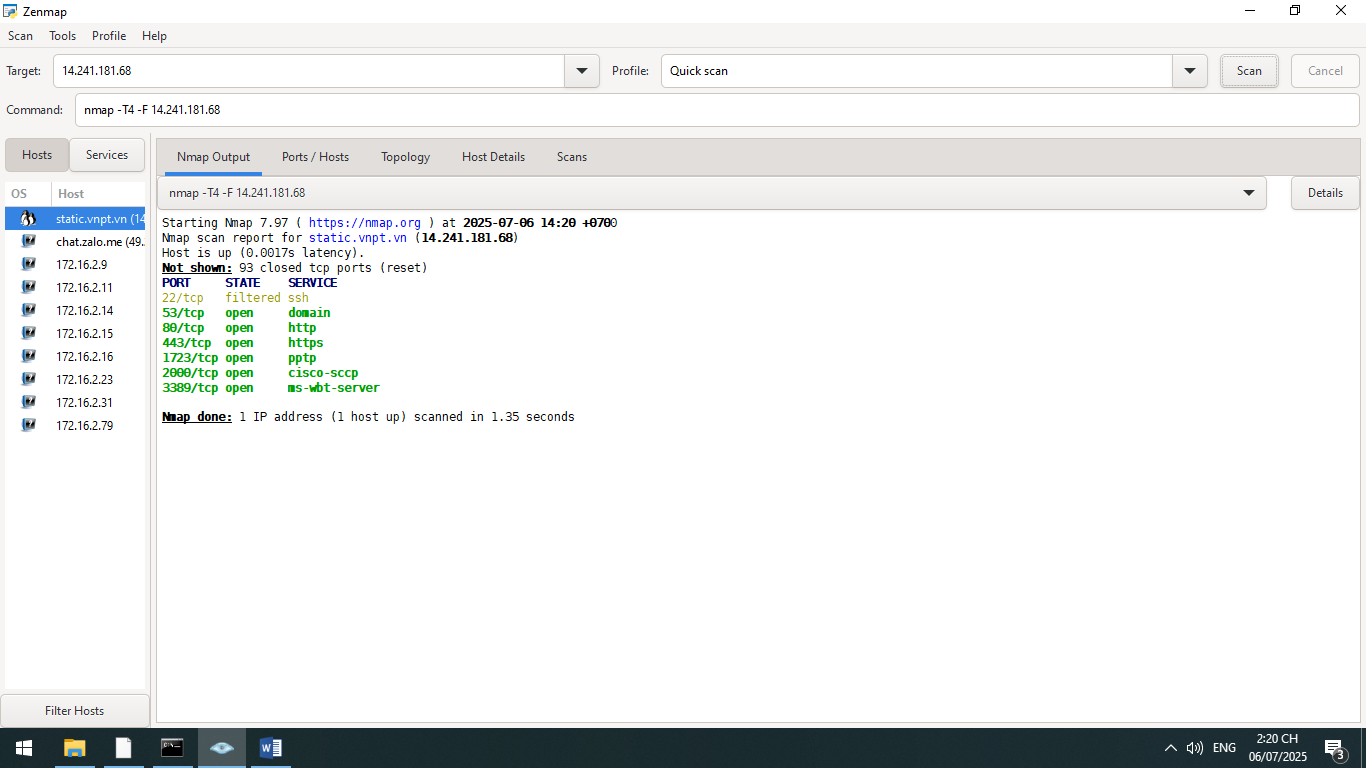 Zenmap
Scan Tools Profile Help
Target: 14.241.181.68 Profile: Quick scan Scan Cancel
Command: nmap -T4 -F 14.241.181.68
Hosts Services
OS Host
static.vnpt.vn (14
chat.zalo.me (49..
172.16.2.9
172.16.2.11
172.16.2.14
172.16.2.15
172.16.2.16
172.16.2.23
172.16.2.31
172.16.2.79
Filter Hosts
Nmap Output Ports / Hosts Topology Host Details Scans
nmap -T4 -F 14.241.181.68 Details
Starting Nmap 7.97 ( https://nmap.org ) at 2025-07-06 14:20 +0700
Nmap scan report for static.vnpt.vn (14.241.181.68)
Host is up (0.0017s latency).
Not shown: 93 closed tcp ports (reset)
PORT STATE SERVICE
22/tcp filtered ssh
53/tcp open domain
80/tcp open http
443/tcp open https
1723/tcp open pptp
2000/tcp open cisco-sccp
3389/tcp open ms-wbt-server
Nmap done: 1 IP address (1 host up) scanned in 1.35 seconds
ENG
2:20 CH
06/07/2025
3